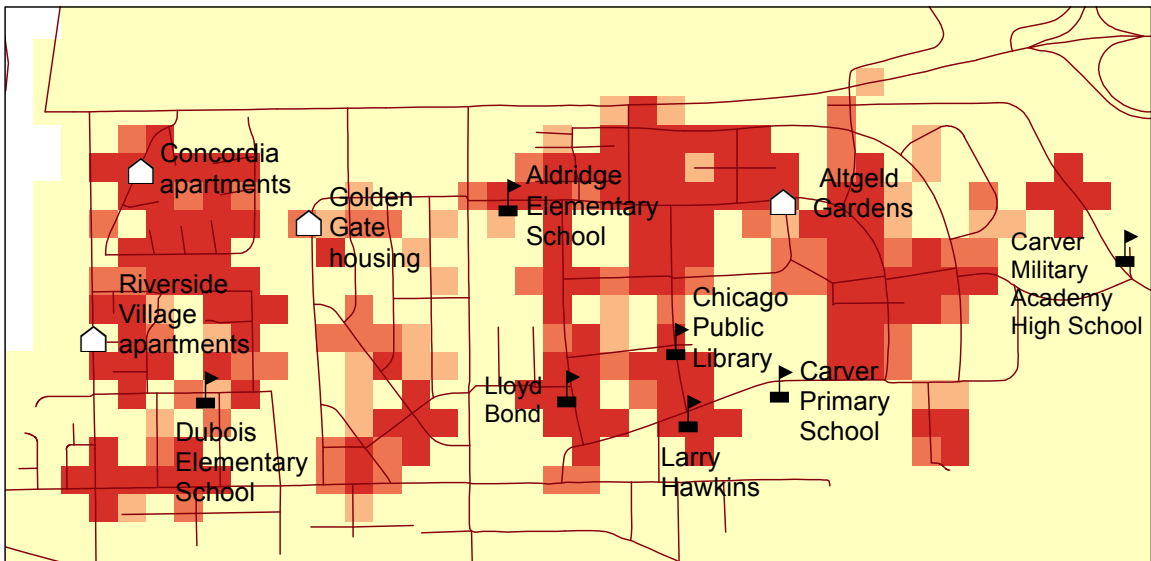 Concordia
apartments
Golden
Gate
housing
Aldridge
Elementary
School
Altgeld
Gardens
Carver
Military
Academy
High School
Riverside
Village
apartments
Chicago
Public
Library
Lloyd
Bond
Carver
Primary
School
Dubois
Elementary
School
Larry
Hawkins